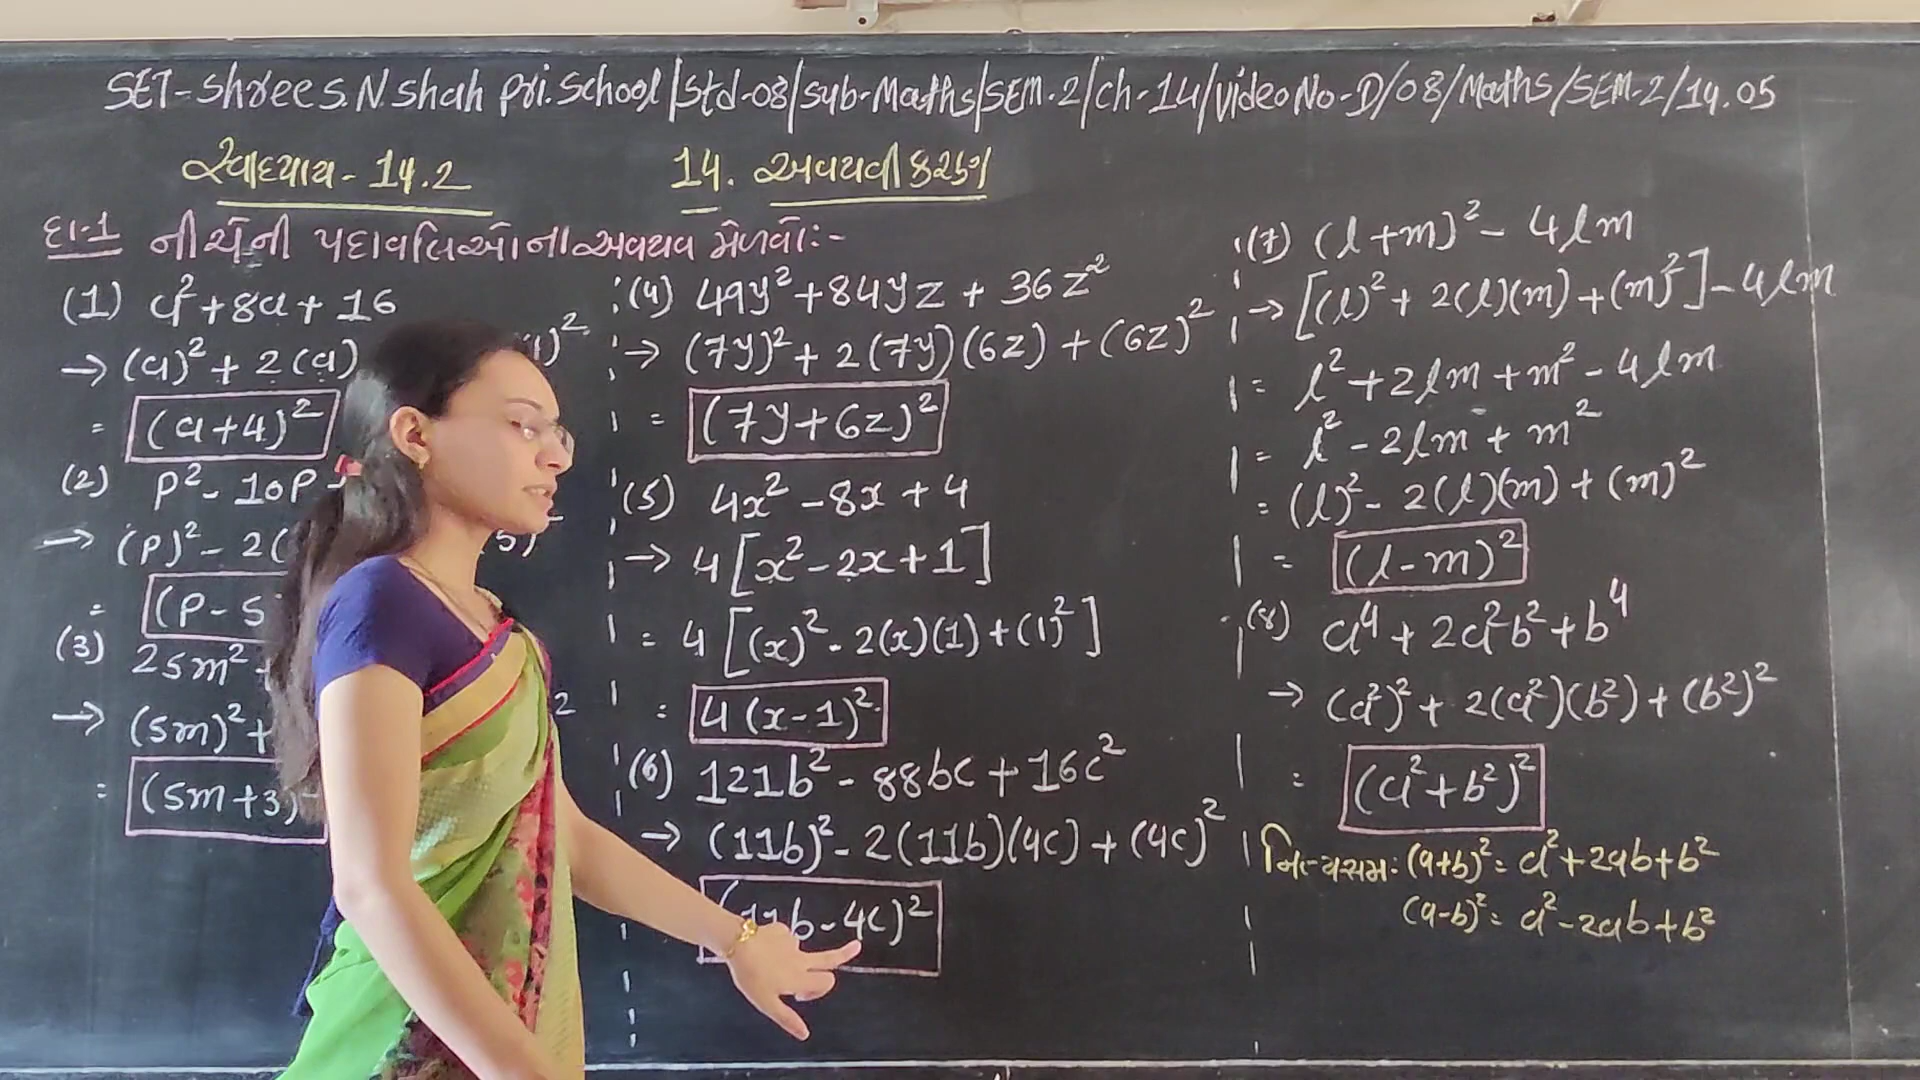 SET-Shree S.N Shah Pri. School/Std-08/Sub-Maths/SEM-2/Ch-14/Video No-D/08/Maths/SEM-2/14.05
સ્વાધ્યાય - 14.2
14. અવયવીકરણ
દા-1 નીચેની પદાવલિઓના અવયવ મેળવો:-
(1) a²+8a+16
→ (a)² + 2(a)
= (a+4)²
(2) p² - 10p
→ (p)² - 2(
= (p-5
(3) 25m²
→ (5m)² +
= (5m+3)
(4) 49y² + 84yz + 36z²
→ (7y)² + 2(7y)(6z) + (6z)²
= (7y+6z)²
(5) 4x² - 8x + 4
→ 4[x² - 2x + 1]
= 4[(x)² - 2(x)(1) + (1)²]
= 4(x-1)²
(6) 121b² - 88bc + 16c²
→ (11b)² - 2(11b)(4c) + (4c)²
(11b-4c)²
(7) (l+m)² - 4lm
→ [(l)² + 2(l)(m) + (m)²] - 4lm
= l² + 2lm + m² - 4lm
= l² - 2lm + m²
= (l)² - 2(l)(m) + (m)²
= (l-m)²
(8) a⁴ + 2a²b² + b⁴
→ (a²)² + 2(a²)(b²) + (b²)²
= (a²+b²)²
નિત્યસમ: (a+b)² = a²+2ab+b²
(a-b)² = a²-2ab+b²